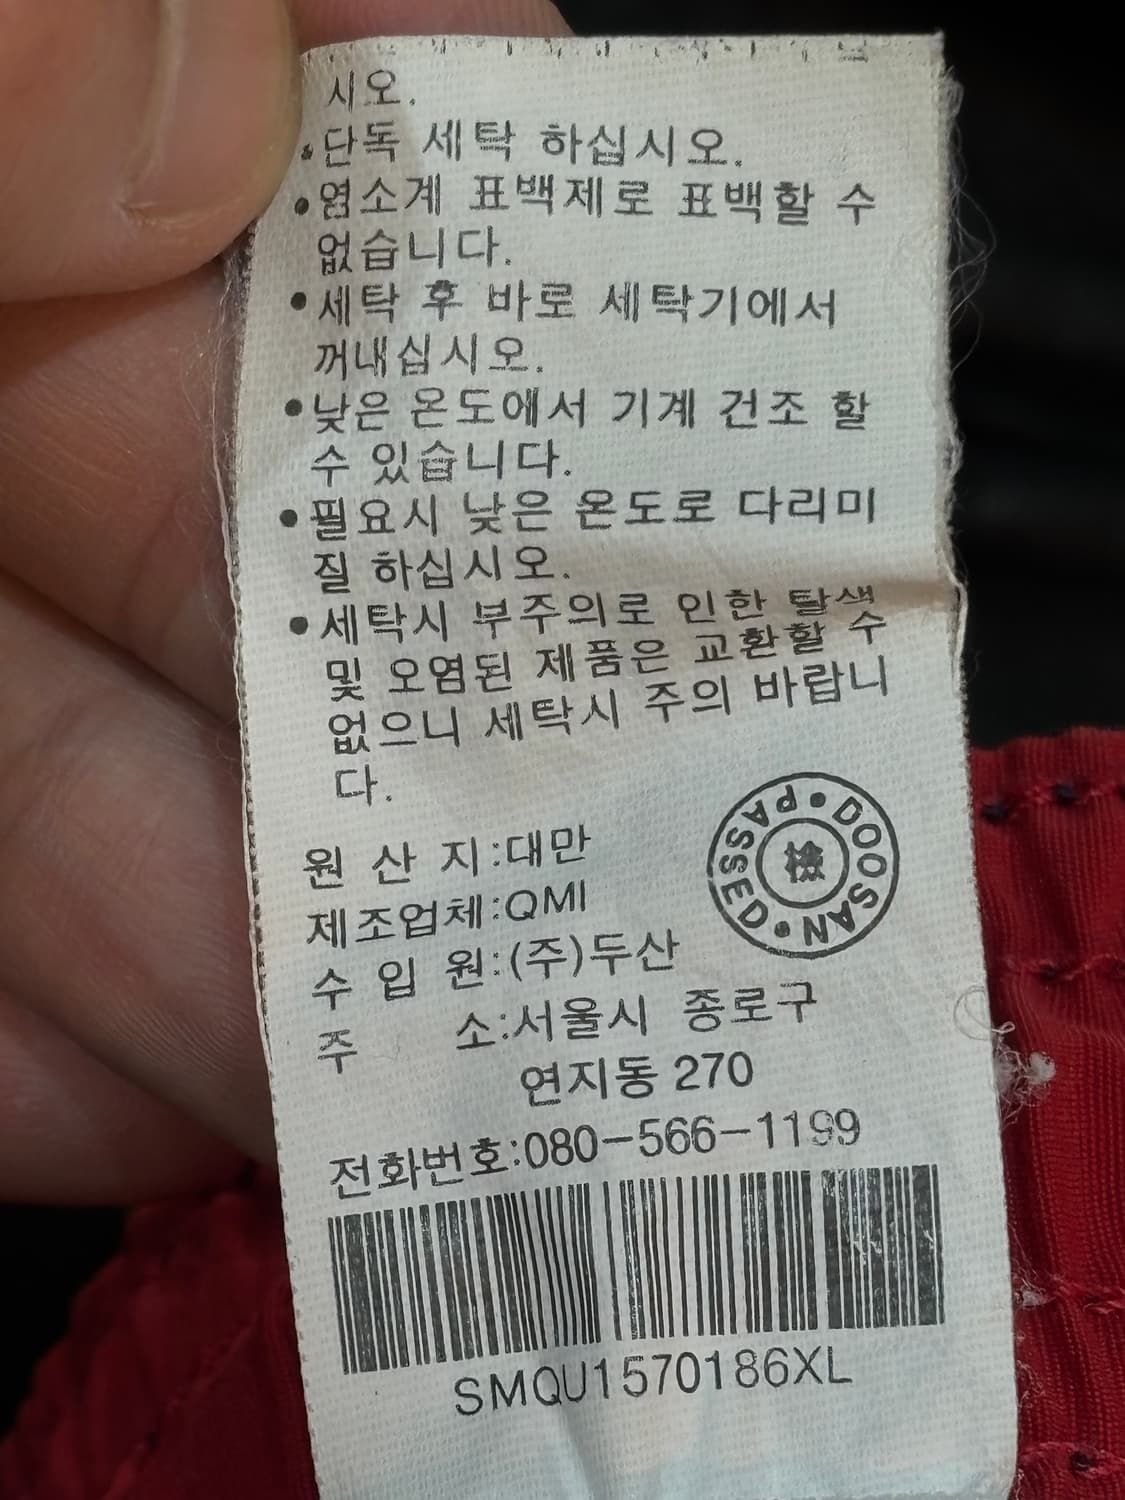 시오.
•단독 세탁 하십시오.
•염소계 표백제로 표백할 수
없습니다.
•세탁 후 바로 세탁기에서
꺼내십시오.
•낮은 온도에서 기계 건조 할
수 있습니다.
•필요시 낮은 온도로 다리미
질 하십시오.
•세탁시 부주의로 인한 탈색
및 오염된 제품은 교환할 수
없으니 세탁시 주의 바랍니
다.
원 산 지:대만
제조업체:QMI
수 입 원:(주)두산
주 소:서울시 종로구
연지동 270
전화번호:080-566-1199
DOOSAN • PASSED •
檢
SMQU1570186XL